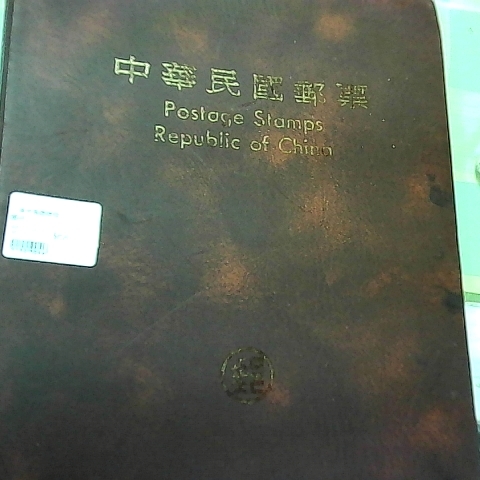 中華民國郵票
Postage Stamps
Republic of China